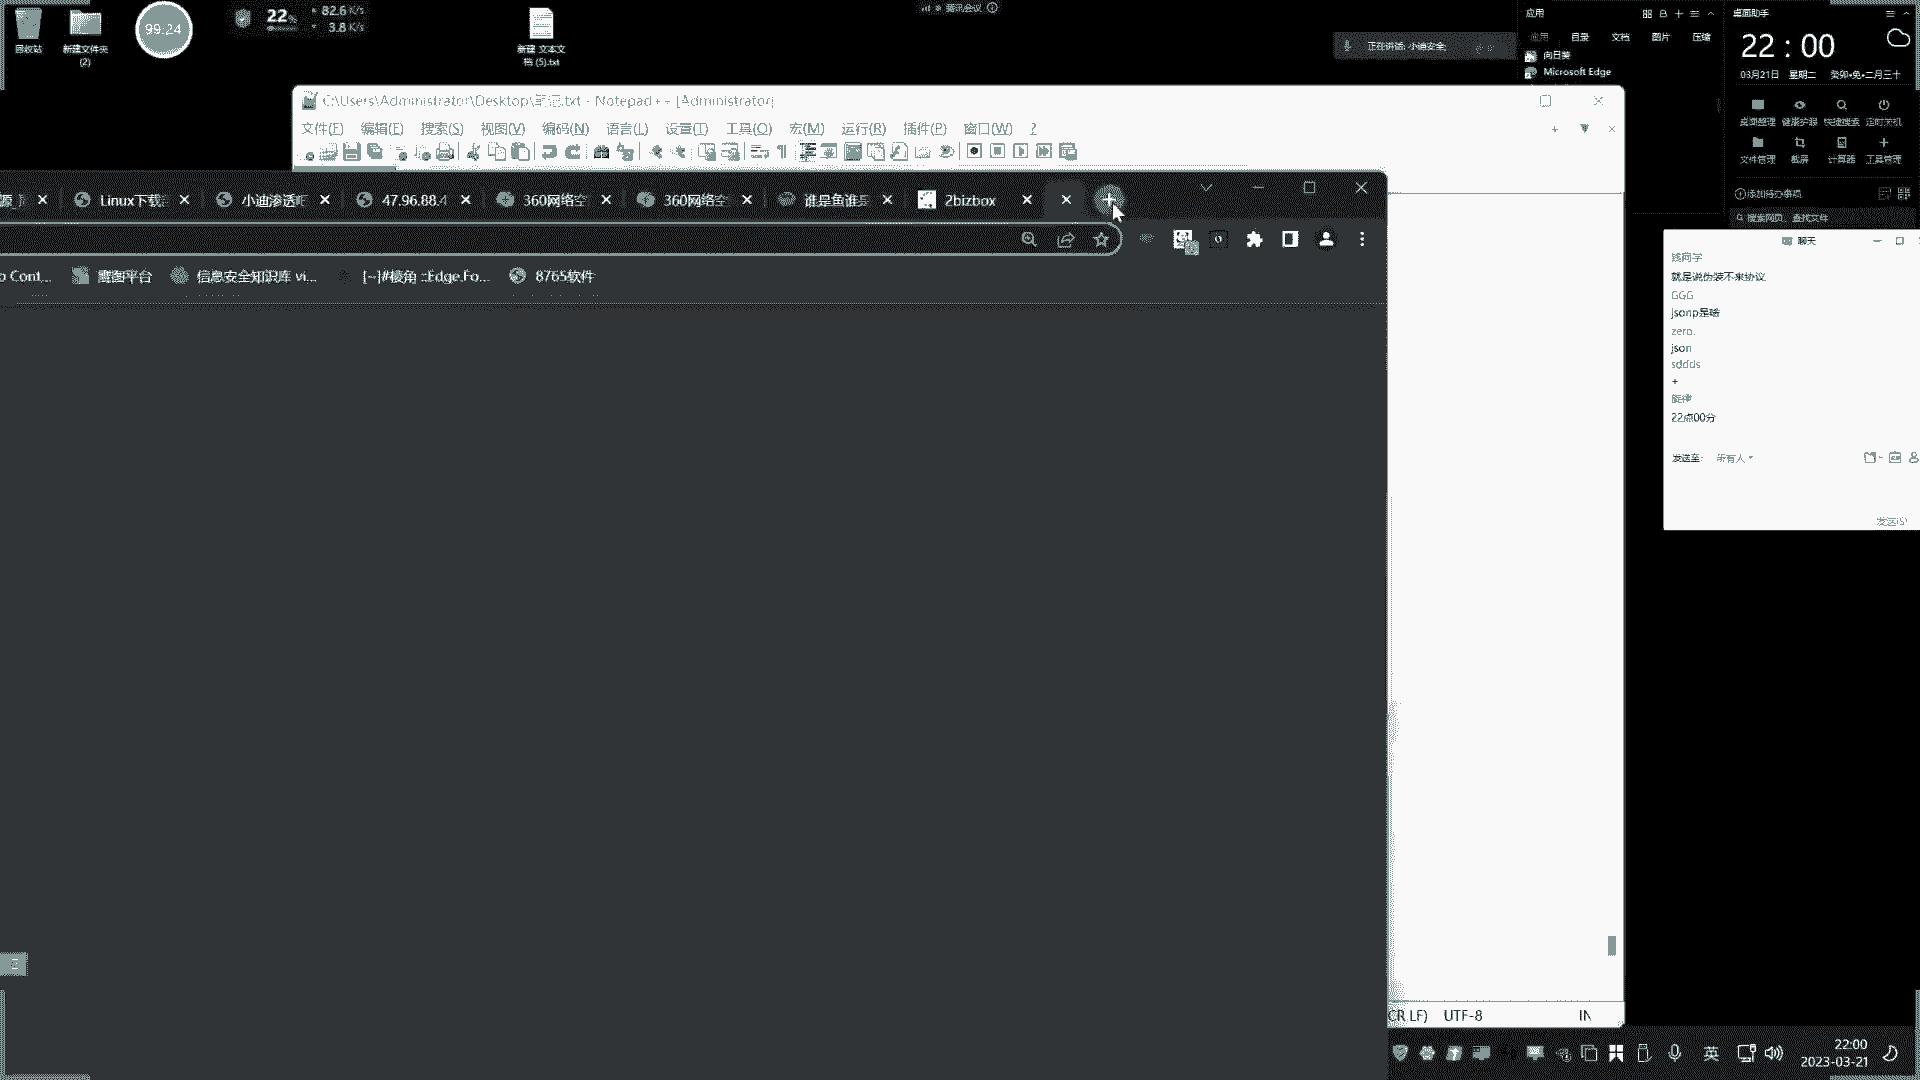 回收站
新建文件夹
(2)
99:24
22%
82.6 K/s
3.8 K/s
新建 文本文
档 (5).txt
腾讯会议
正在讲话: 小迪安全;
应用
应用
目录
文档
图片
压缩
向日葵
Microsoft Edge
桌面助手
22 : 00
03月21日 星期二 癸卯•兔•二月三十
桌面整理 健康护眼 快捷搜索 定时关机
文件管理 截屏 计算器 工具管理
添加待办事项
搜索网页、查找文件
C:\Users\Administrator\Desktop\笔记.txt - Notepad++ [Administrator]
文件(F) 编辑(E) 搜索(S) 视图(V) 编码(N) 语言(L) 设置(T) 工具(O) 宏(M) 运行(R) 插件(P) 窗口(W) ?
Linux下载
小迪渗透吧
47.96.88.4
360网络空
360网络空
谁是鱼谁是
2bizbox
o Cont...
鹰图平台
信息安全知识库 vi...
[~]#棱角 ::Edge.Fo...
8765软件
聊天
钱同学
就是说伪装不来协议
GGG
jsonp是啥
zero.
json
sddds
+
旋律
22点00分
发送至: 所有人
发送(S)
CR LF) UTF-8 IN
英
22:00
2023-03-21